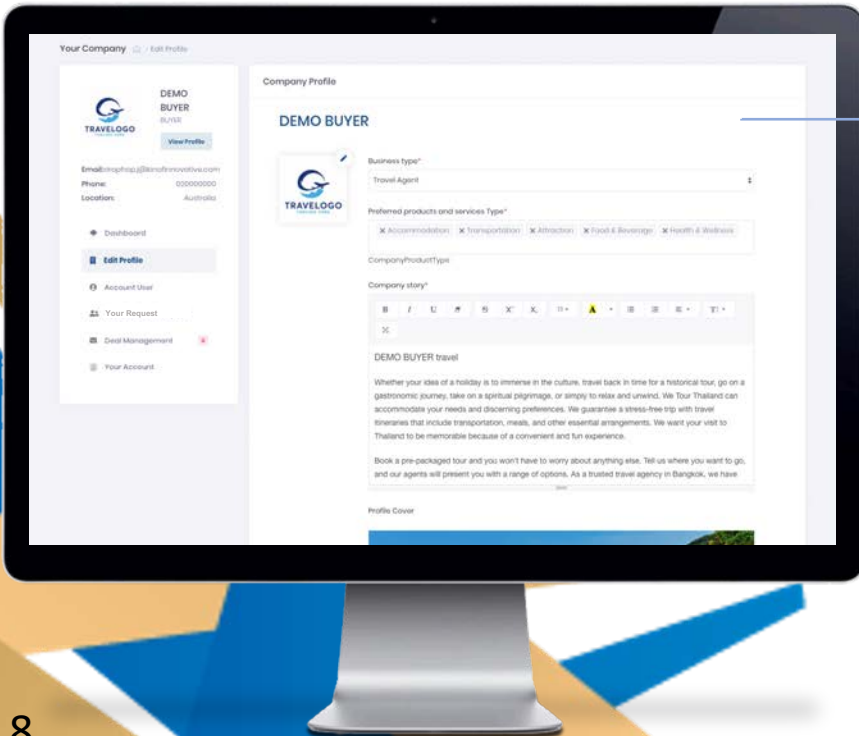 Your Company / Edit Profile
TRAVELOGO
DEMO
BUYER
BUYER
View Profile
Phone: 000000000
Location: Australia
Dashboard
Edit Profile
Account User
Your Request
Deal Management 4
Your Account
Company Profile
DEMO BUYER
TRAVELOGO
Business type*
Travel Agent
Preferred products and services Type*
× Accommodation × Transportation × Attraction × Food & Beverage × Health & Wellness
CompanyProductType
Company story*
DEMO BUYER travel
Whether your idea of a holiday is to immerse in the culture, travel back in time for a historical tour, go on a
gastronomic journey, take on a spiritual pilgrimage, or simply to relax and unwind. We Tour Thailand can
accommodate your needs and discerning preferences. We guarantee a stress-free trip with travel
itineraries that include transportation, meals, and other essential arrangements. We want your visit to
Thailand to be memorable because of a convenient and fun experience.
Book a pre-packaged tour and you won't have to worry about anything else. Tell us where you want to go,
and our agents will present you with a range of options. As a trusted travel agency in Bangkok, we have
Profile Cover
8